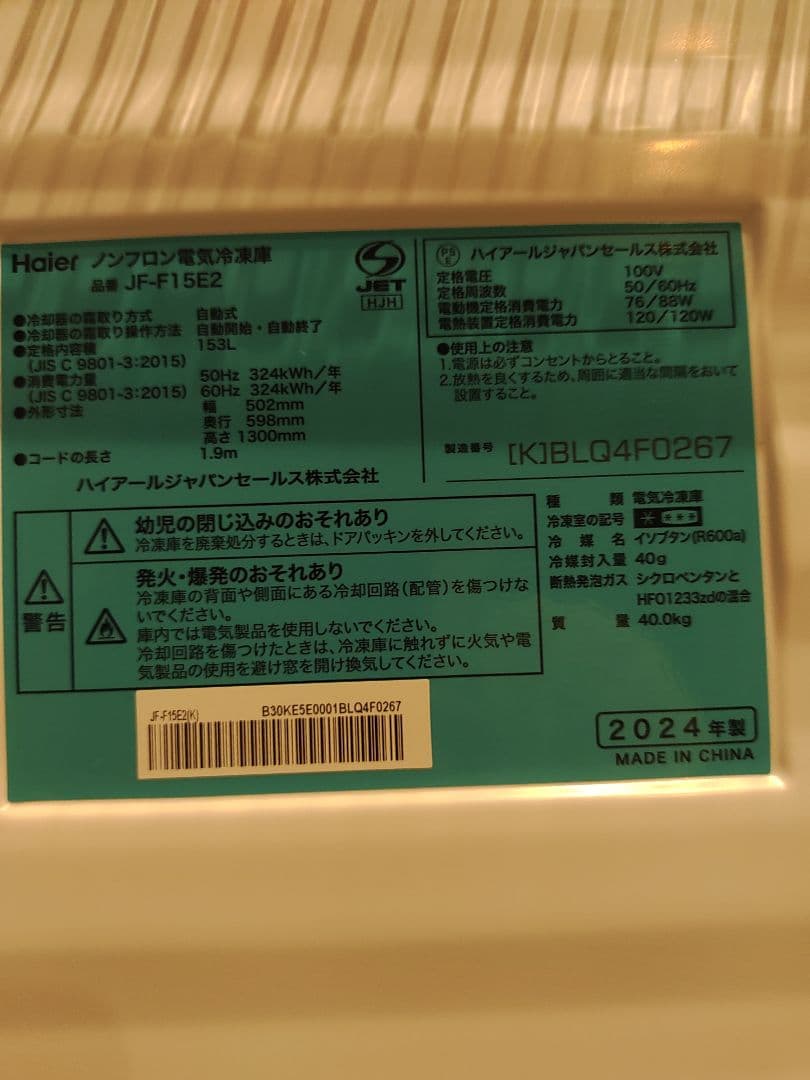 Haier ノンフロン電気冷凍庫
品番 JF-F15E2
●冷却器の霜取り方式 自動式
●冷却器の霜取り操作方法 自動開始・自動終了
●定格内容積 153L
(JIS C 9801-3:2015)
●消費電力量 50Hz 324kWh/年
(JIS C 9801-3:2015) 60Hz 324kWh/年
●外形寸法 幅 502mm
奥行 598mm
高さ 1300mm
●コードの長さ 1.9m
ハイアールジャパンセールス株式会社
JET
HJH
PS
E
ハイアールジャパンセールス株式会社
定格電圧 100V
定格周波数 50/60Hz
電動機定格消費電力 76/88W
電熱装置定格消費電力 120/120W
●使用上の注意
1.電源は必ずコンセントからとること。
2.放熱を良くするため、周囲に適当な間隔をおいて
設置すること。
製造番号 [K]BLQ4F0267
警告
幼児の閉じ込みのおそれあり
冷凍庫を廃棄処分するときは、ドアパッキンを外してください。
発火・爆発のおそれあり
冷凍庫の背面や側面にある冷却回路(配管)を傷つけな
いでください。
庫内では電気製品を使用しないでください。
冷却回路を傷つけたときは、冷凍庫に触れずに火気や電
気製品の使用を避け窓を開け換気してください。
種類 電気冷凍庫
冷凍室の記号 * ***
冷媒名 イソブタン(R600a)
冷媒封入量 40g
断熱発泡ガス シクロペンタンと
HFO1233zdの混合
質量 40.0kg
JF-F15E2(K) B30KE5E0001BLQ4F0267
2024年製
MADE IN CHINA